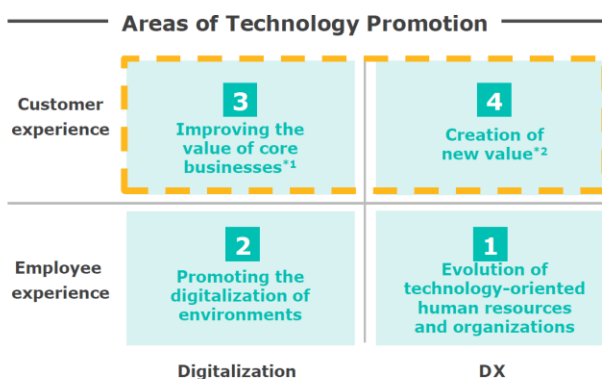 Areas of Technology Promotion
Customer
experience
3
Improving the
value of core
businesses*1
4
Creation of
new value*2
Employee
experience
2
Promoting the
digitalization of
environments
1
Evolution of
technology-oriented
human resources
and organizations
Digitalization
DX